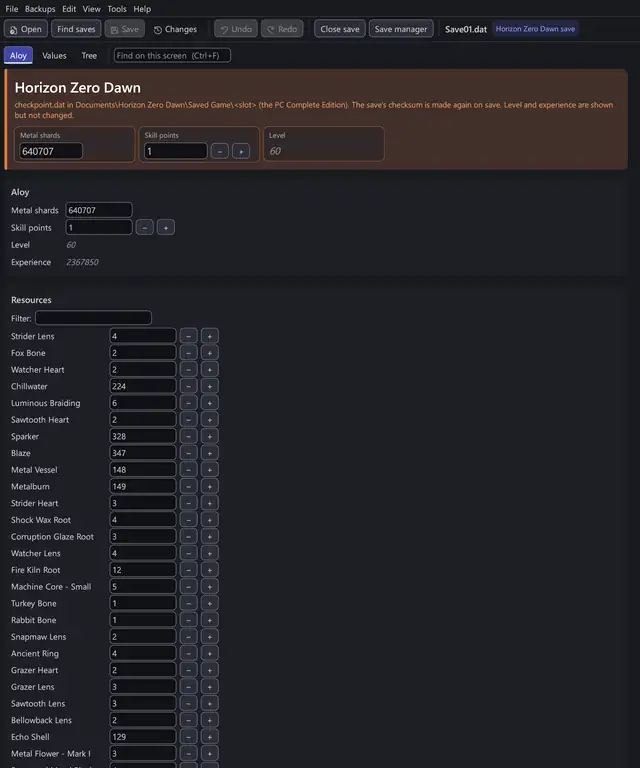 File Backups Edit View Tools Help
Open Find saves Save Changes Undo Redo Close save Save manager Save01.dat Horizon Zero Dawn save
Aloy Values Tree Find on this screen (Ctrl+F)
Horizon Zero Dawn
checkpoint.dat in Documents\Horizon Zero Dawn\Saved Game\<slot> (the PC Complete Edition). The save's checksum is made again on save. Level and experience are shown
but not changed.
Metal shards Skill points Level
640707 1 − + 60
Aloy
Metal shards 640707
Skill points 1 − +
Level 60
Experience 2367850
Resources
Filter:
Strider Lens 4 − +
Fox Bone 2 − +
Watcher Heart 2 − +
Chillwater 224 − +
Luminous Braiding 6 − +
Sawtooth Heart 2 − +
Sparker 328 − +
Blaze 347 − +
Metal Vessel 148 − +
Metalburn 149 − +
Strider Heart 3 − +
Shock Wax Root 4 − +
Corruption Glaze Root 3 − +
Watcher Lens 4 − +
Fire Kiln Root 12 − +
Machine Core - Small 5 − +
Turkey Bone 1 − +
Rabbit Bone 1 − +
Snapmaw Lens 2 − +
Ancient Ring 4 − +
Grazer Heart 2 − +
Grazer Lens 3 − +
Sawtooth Lens 3 − +
Bellowback Lens 2 − +
Echo Shell 129 − +
Metal Flower - Mark I 3 − +